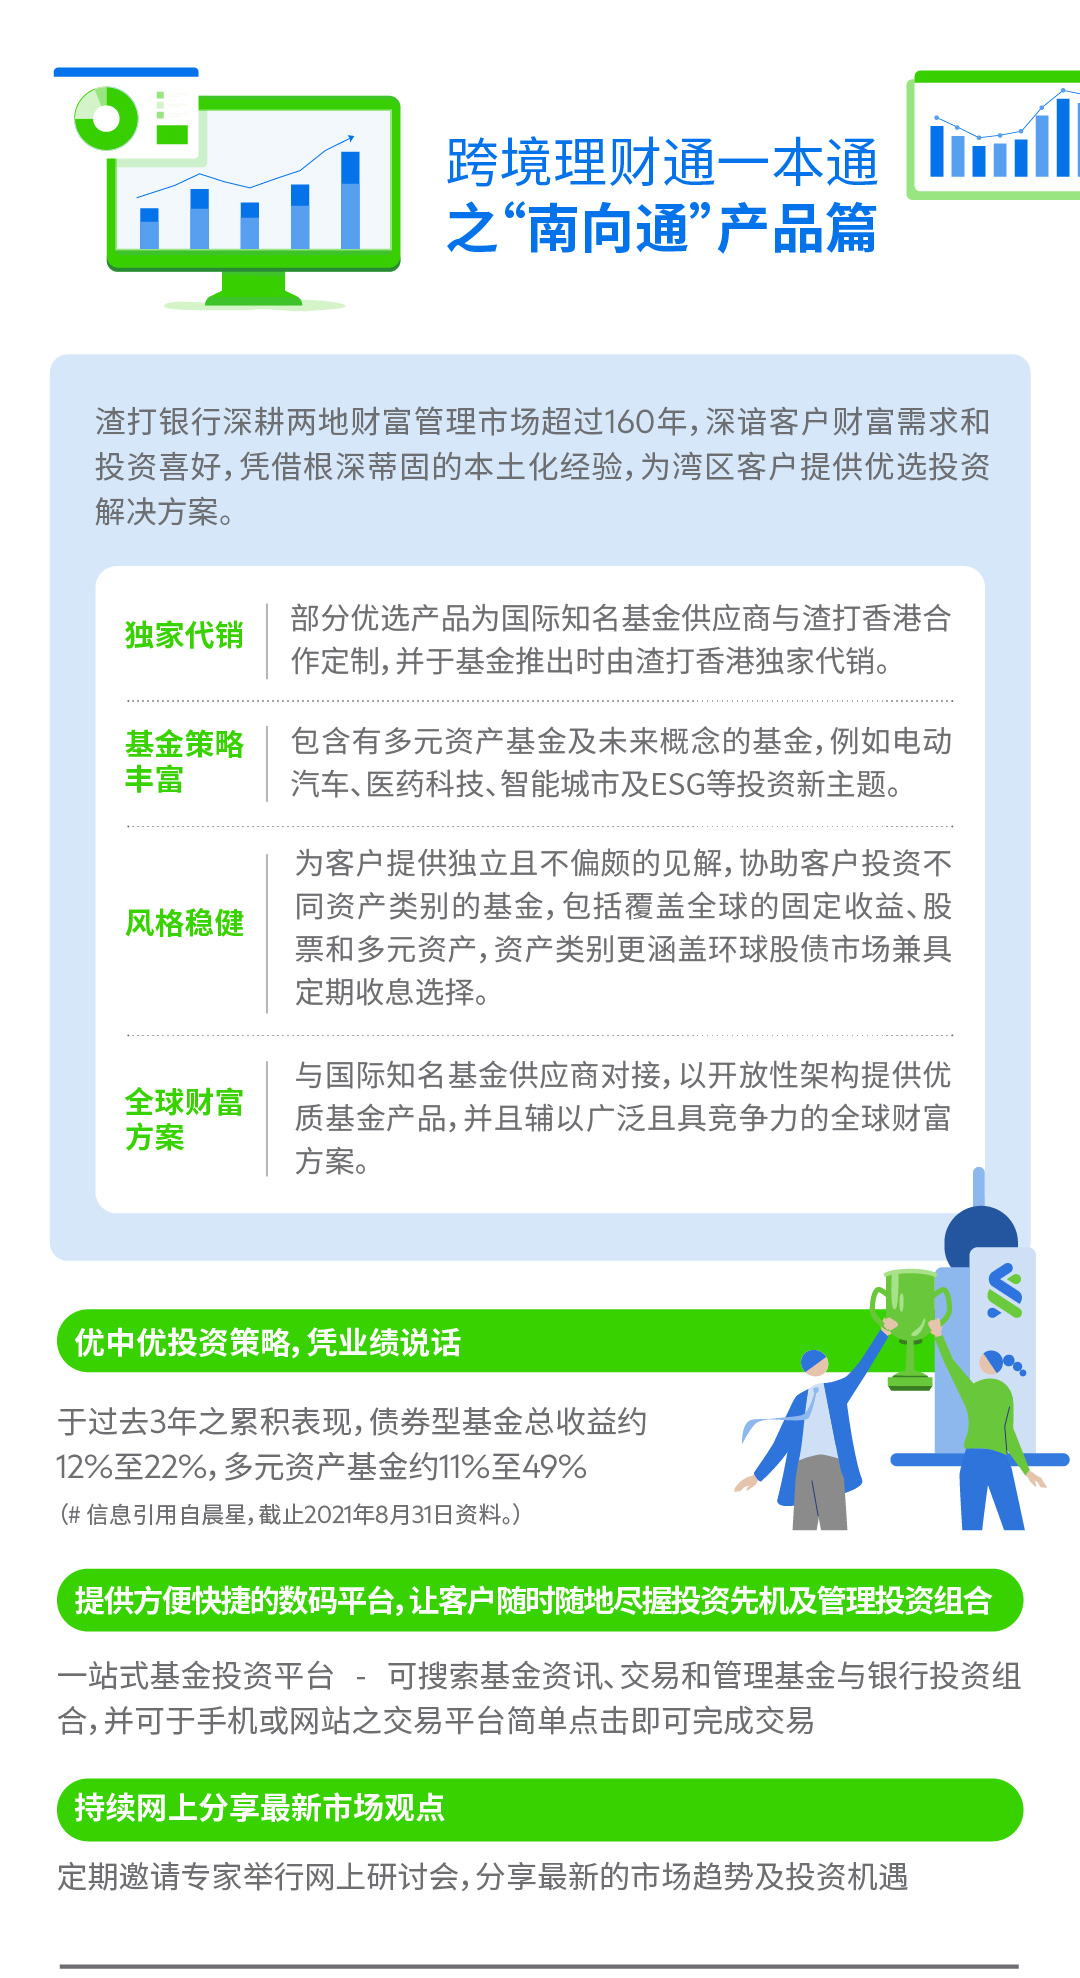 跨境理财通一本通
之“南向通”产品篇
渣打银行深耕两地财富管理市场超过160年，深谙客户财富需求和
投资喜好，凭借根深蒂固的本土化经验，为湾区客户提供优选投资
解决方案。
独家代销
部分优选产品为国际知名基金供应商与渣打香港合
作定制，并于基金推出时由渣打香港独家代销。
基金策略
丰富
包含有多元资产基金及未来概念的基金，例如电动
汽车、医药科技、智能城市及ESG等投资新主题。
风格稳健
为客户提供独立且不偏颇的见解，协助客户投资不
同资产类别的基金，包括覆盖全球的固定收益、股
票和多元资产，资产类别更涵盖环球股债市场兼具
定期收息选择。
全球财富
方案
与国际知名基金供应商对接，以开放性架构提供优
质基金产品，并且辅以广泛且具竞争力的全球财富
方案。
优中优投资策略，凭业绩说话
于过去3年之累积表现，债券型基金总收益约
12%至22%，多元资产基金约11%至49%
（# 信息引用自晨星，截止2021年8月31日资料。）
提供方便快捷的数码平台，让客户随时随地尽握投资先机及管理投资组合
一站式基金投资平台 - 可搜索基金资讯、交易和管理基金与银行投资组
合，并可于手机或网站之交易平台简单点击即可完成交易
持续网上分享最新市场观点
定期邀请专家举行网上研讨会，分享最新的市场趋势及投资机遇